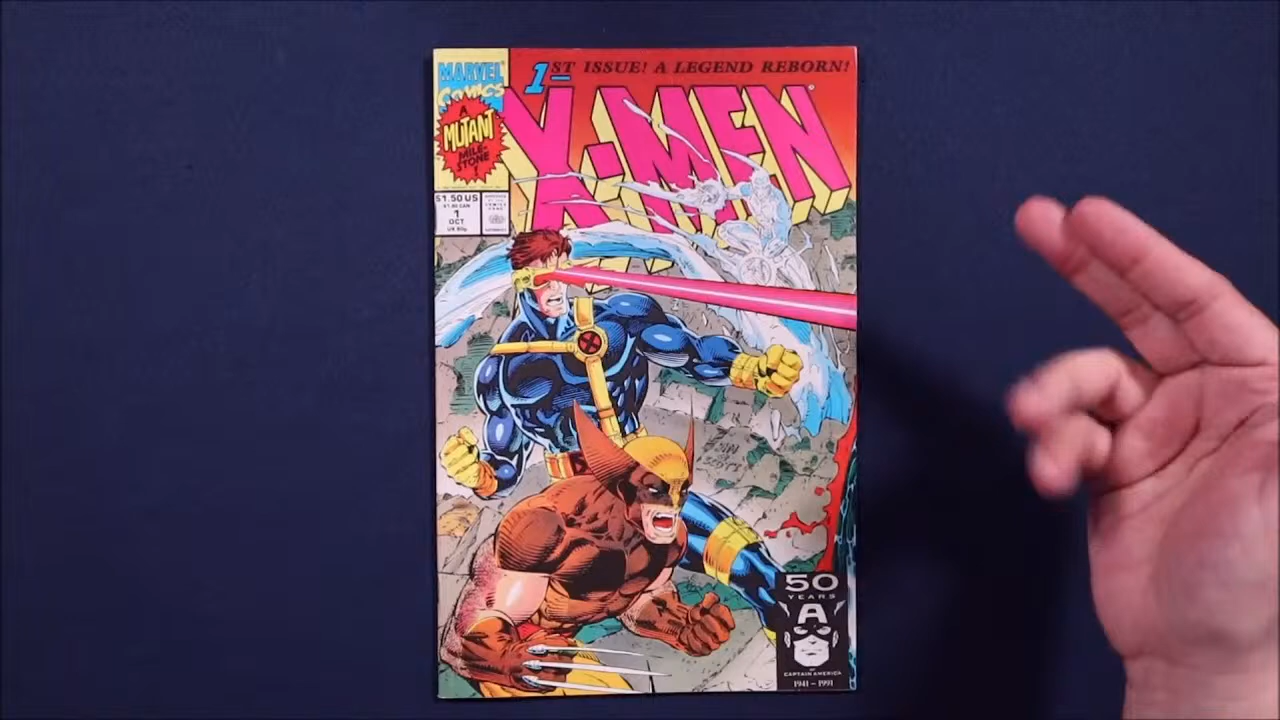 1ST ISSUE! A LEGEND REBORN!
MARVEL
COMICS
X-MEN
A
MUTANT
MILE-
STONE
!
$1.50 US
1
OCT
50
YEARS
A
CAPTAIN AMERICA
1941-1991